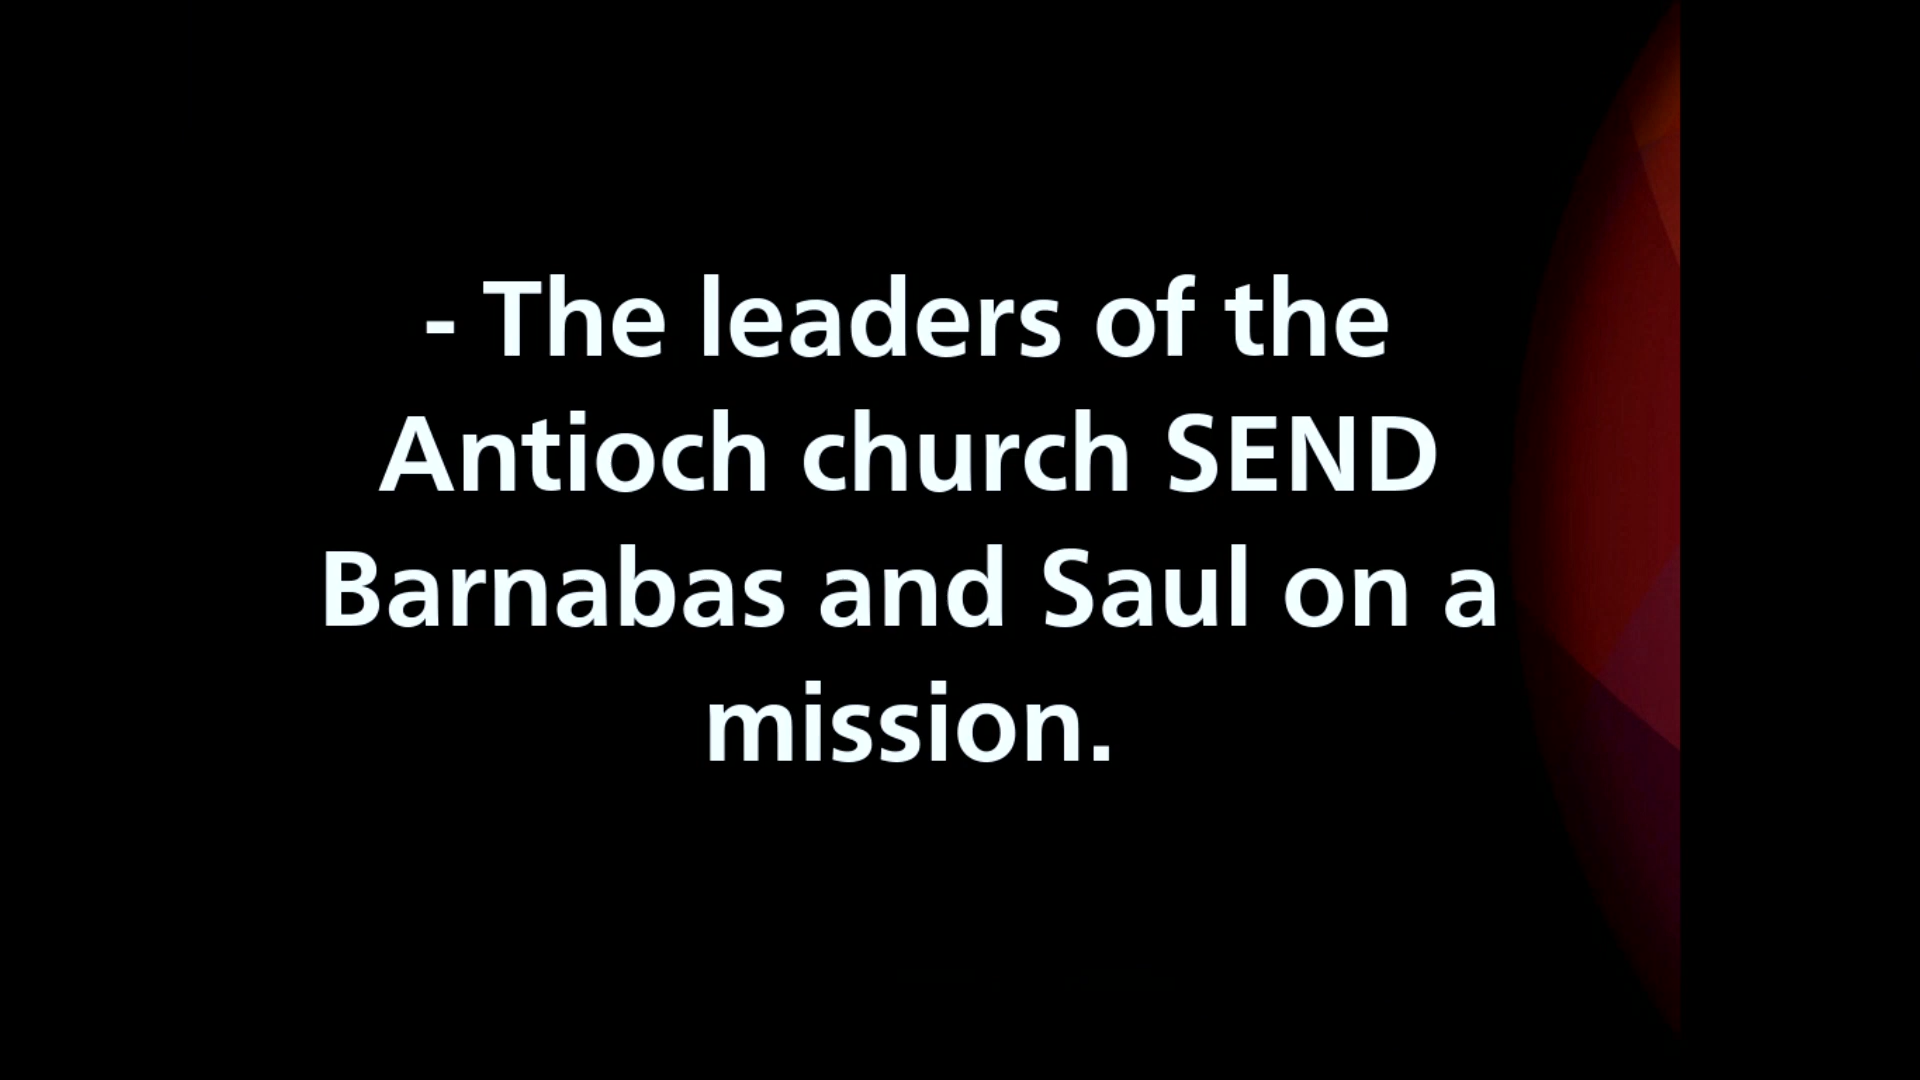 - The leaders of the
Antioch church SEND
Barnabas and Saul on a
mission.